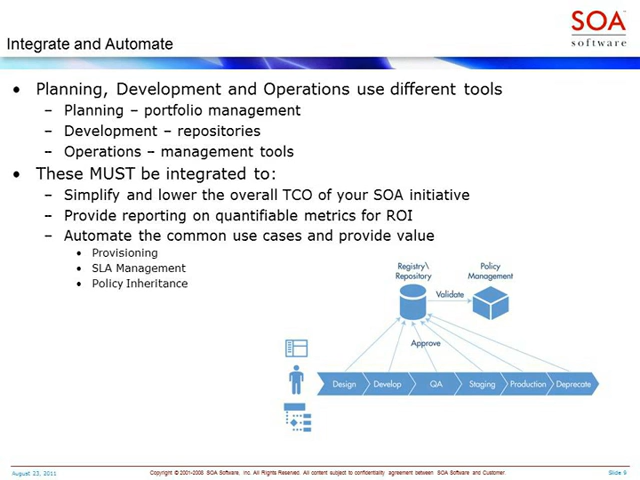 SOA™
software
Integrate and Automate
• Planning, Development and Operations use different tools
– Planning – portfolio management
– Development – repositories
– Operations – management tools
• These MUST be integrated to:
– Simplify and lower the overall TCO of your SOA initiative
– Provide reporting on quantifiable metrics for ROI
– Automate the common use cases and provide value
• Provisioning
• SLA Management
• Policy Inheritance
Registry\
Repository
Policy
Management
Validate
Approve
Design Develop QA Staging Production Deprecate
August 23, 2011 Copyright © 2001-2008 SOA Software, Inc. All Rights Reserved. All content subject to confidentiality agreement between SOA Software and Customer. Slide 9